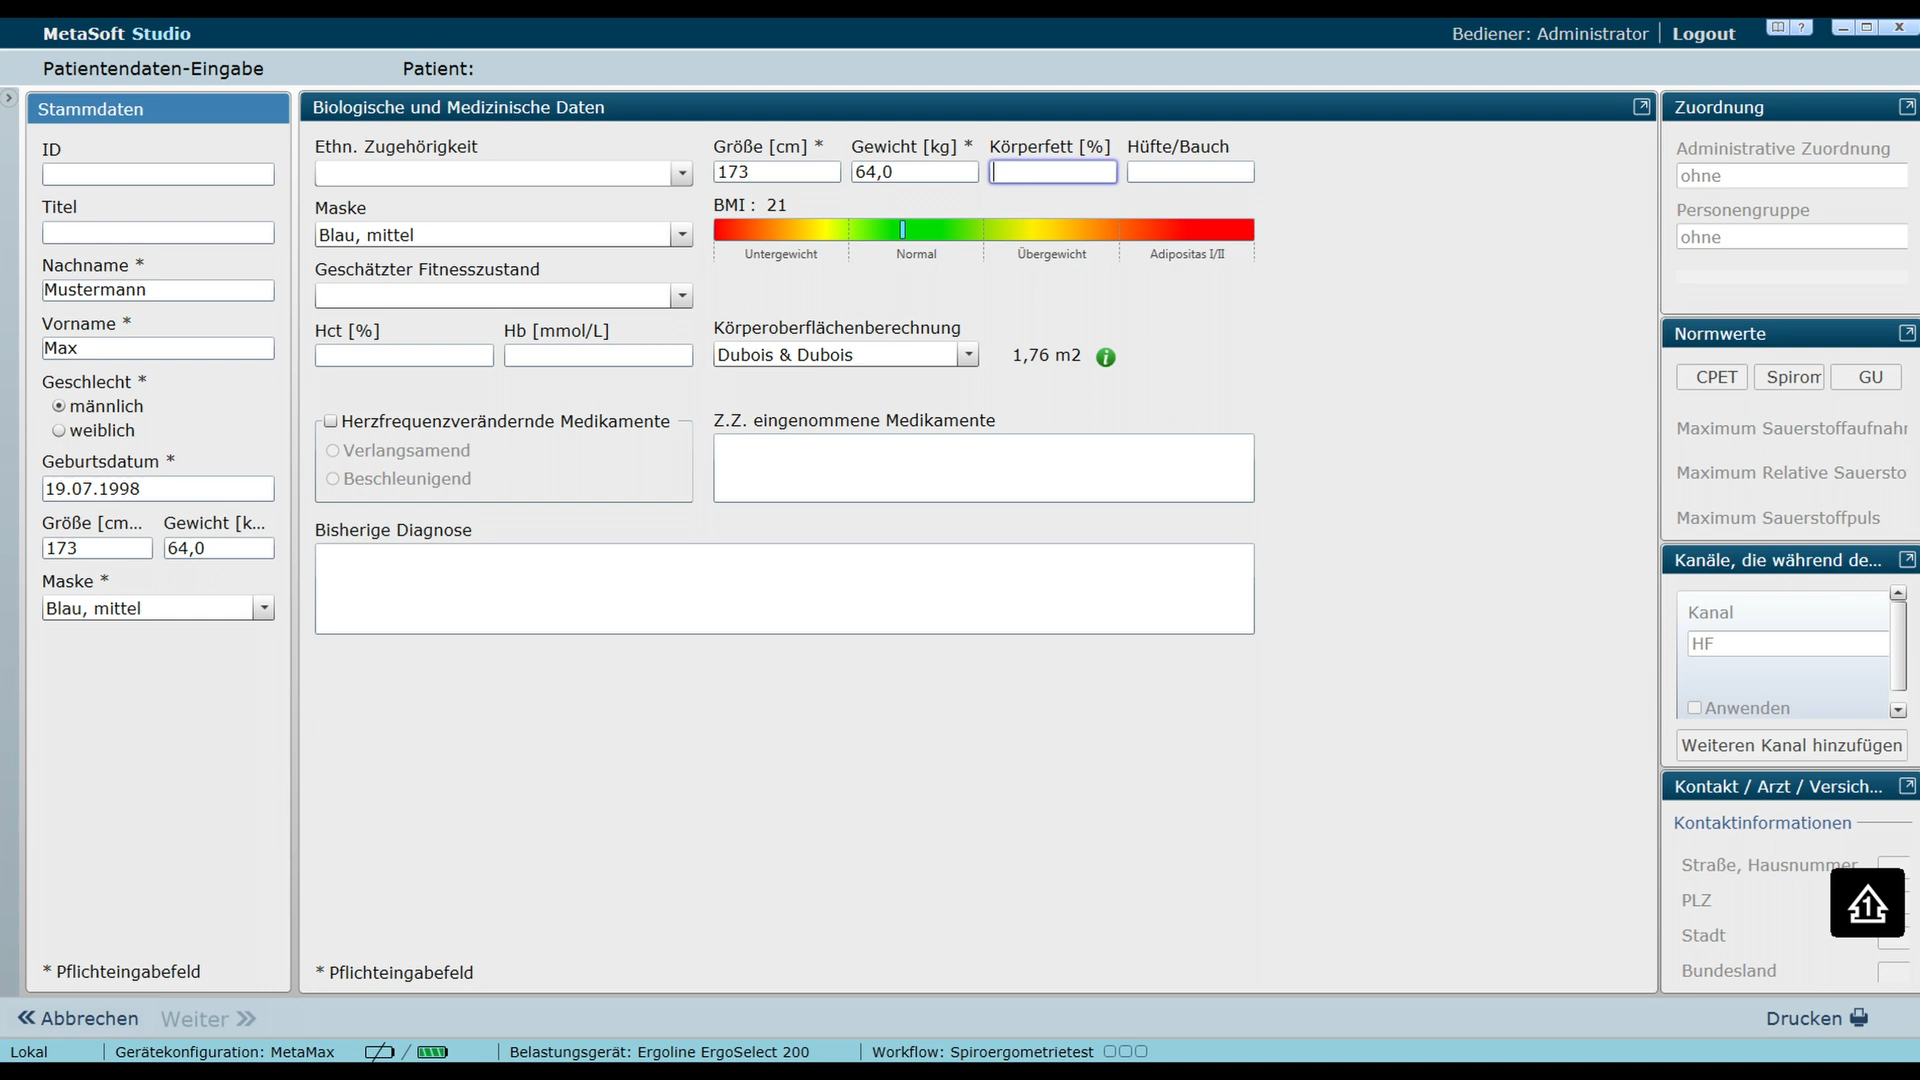 MetaSoft Studio
Bediener: Administrator
Logout
?
Patientendaten-Eingabe
Patient:
Stammdaten
ID
Titel
Nachname *
Mustermann
Vorname *
Max
Geschlecht *
männlich
weiblich
Geburtsdatum *
19.07.1998
Größe [cm... Gewicht [k...
173 64,0
Maske *
Blau, mittel
* Pflichteingabefeld
Biologische und Medizinische Daten
Ethn. Zugehörigkeit
Maske
Blau, mittel
Geschätzter Fitnesszustand
Hct [%] Hb [mmol/L]
Größe [cm] * Gewicht [kg] * Körperfett [%] Hüfte/Bauch
173 64,0
BMI : 21
Untergewicht Normal Übergewicht Adipositas I/II
Körperoberflächenberechnung
Dubois & Dubois 1,76 m2 i
Herzfrequenzverändernde Medikamente
Verlangsamend
Beschleunigend
Z.Z. eingenommene Medikamente
Bisherige Diagnose
* Pflichteingabefeld
Zuordnung
Administrative Zuordnung
ohne
Personengruppe
ohne
Normwerte
CPET Spirom GU
Maximum Sauerstoffaufnahr
Maximum Relative Sauersto
Maximum Sauerstoffpuls
Kanäle, die während de...
Kanal
HF
Anwenden
Weiteren Kanal hinzufügen
Kontakt / Arzt / Versich...
Kontaktinformationen
Straße, Hausnummer
PLZ
Stadt
Bundesland
1
Abbrechen Weiter
Drucken
Lokal
Gerätekonfiguration: MetaMax
Belastungsgerät: Ergoline ErgoSelect 200
Workflow: Spiroergometrietest